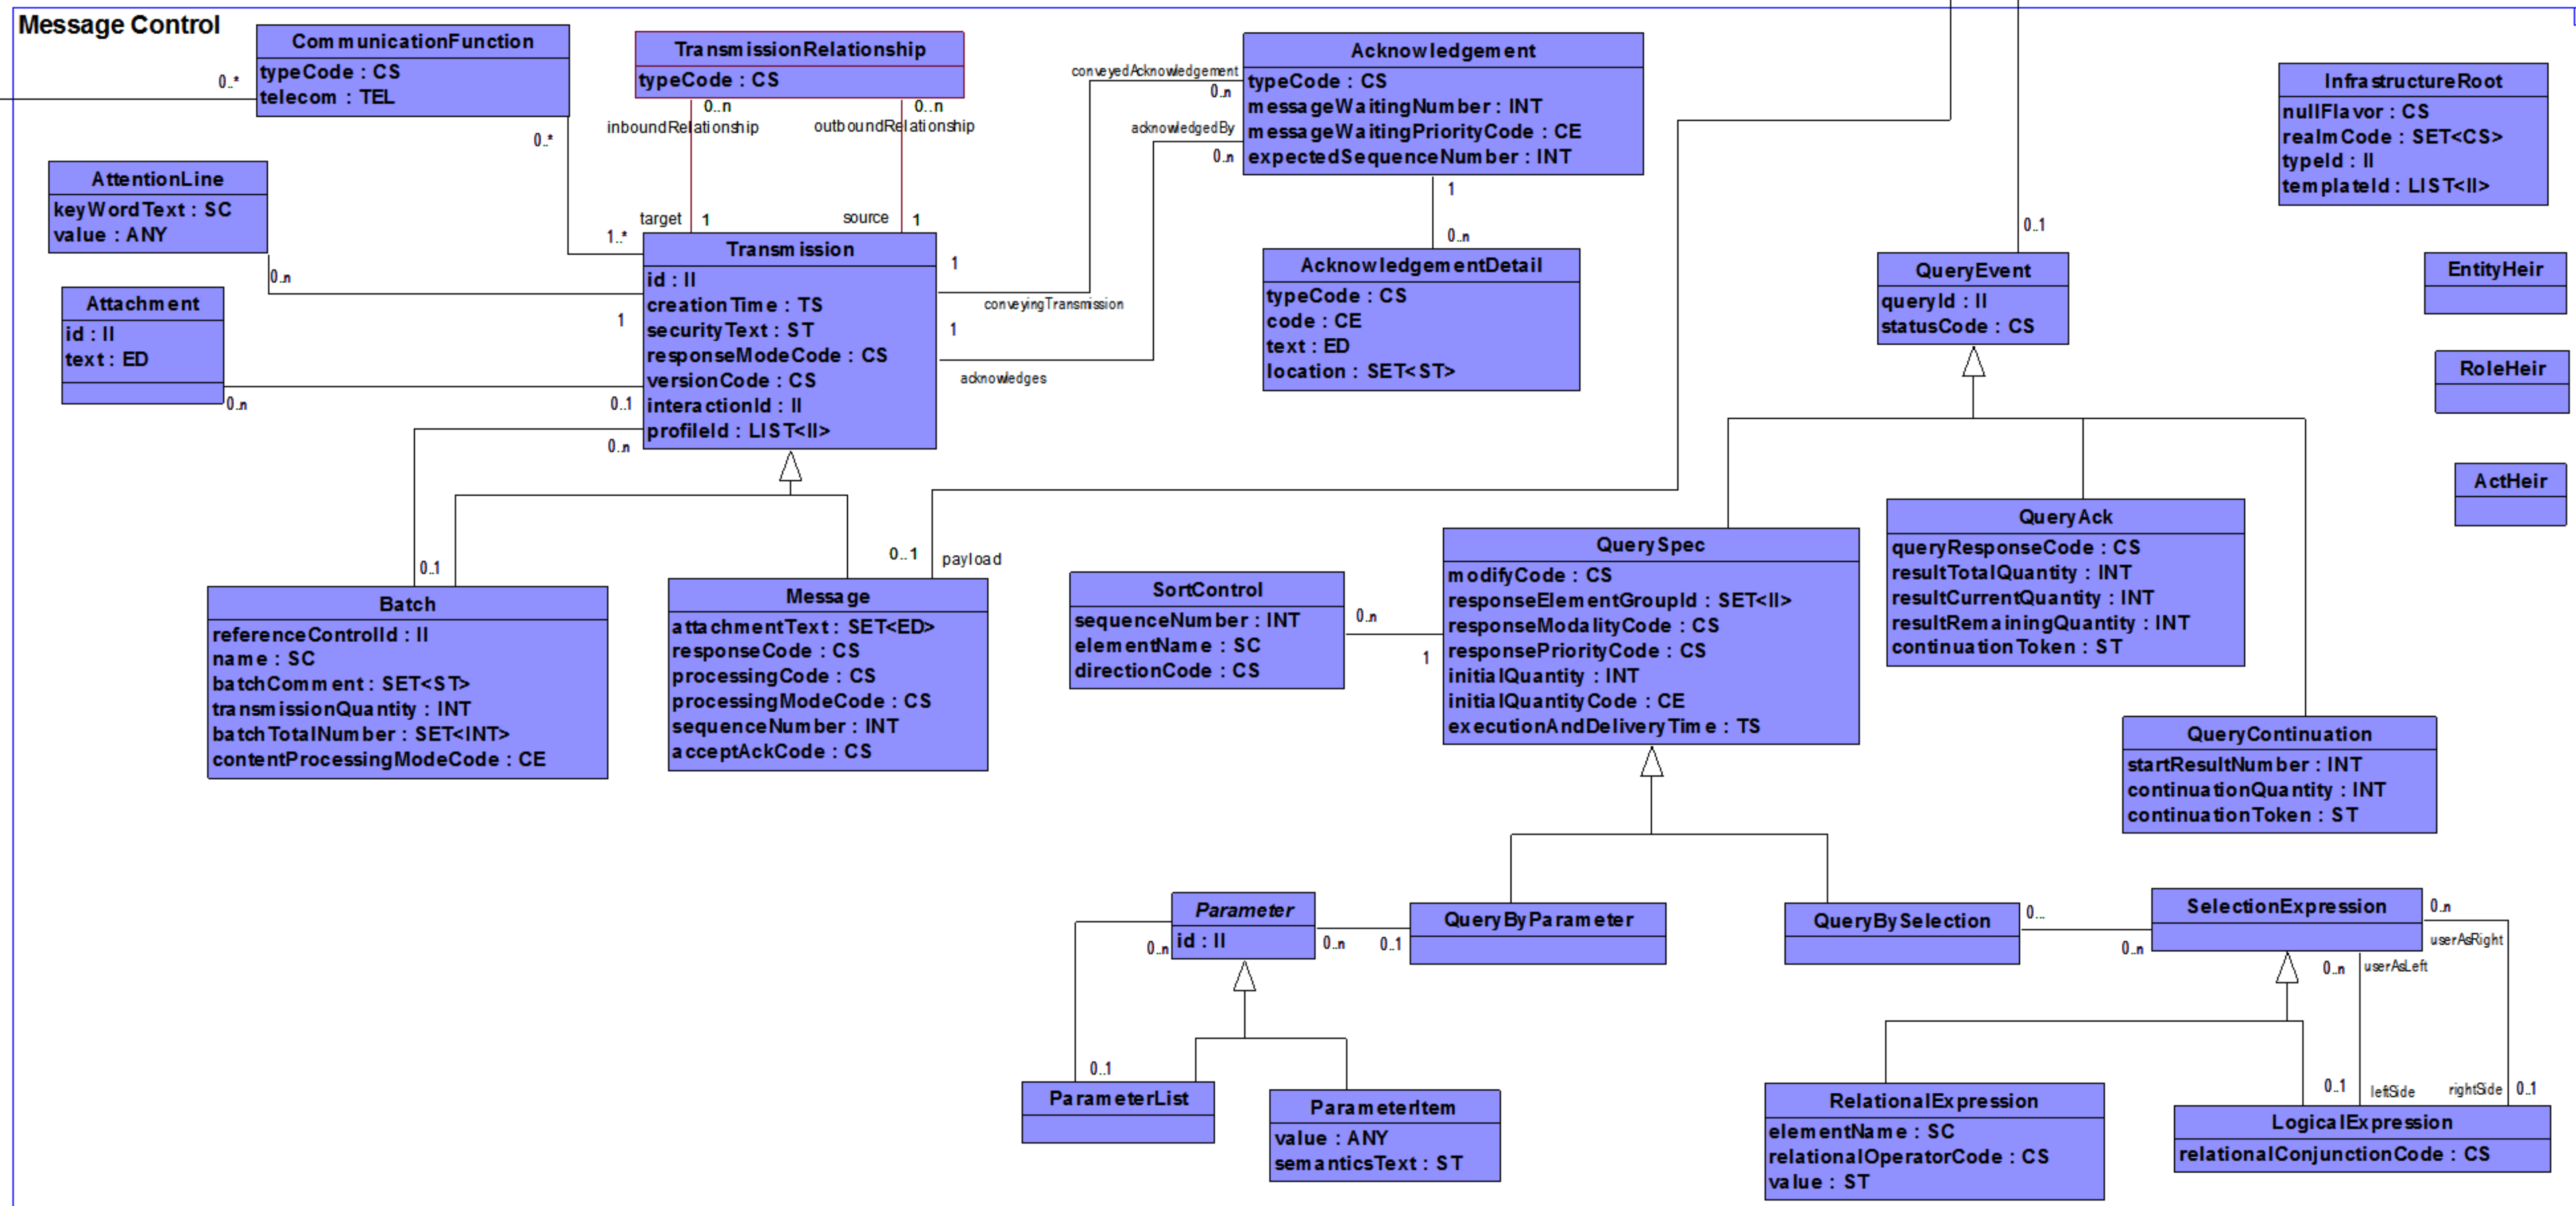 Message Control
CommunicationFunction
typeCode : CS
telecom : TEL
0..*
0..*
TransmissionRelationship
typeCode : CS
0..n
0..n
inboundRelationship
outboundRelationship
target
1
source
1
Acknowledgement
typeCode : CS
messageWaitingNumber : INT
messageWaitingPriorityCode : CE
expectedSequenceNumber : INT
conveyedAcknowledgement
0..n
acknowledgedBy
0..n
1
0..n
InfrastructureRoot
nullFlavor : CS
realmCode : SET<CS>
typeId : II
templateId : LIST<II>
AttentionLine
keyWordText : SC
value : ANY
0..n
1..*
Attachment
id : II
text : ED
1
0..n
0..1
0..n
Transmission
id : II
creationTime : TS
securityText : ST
responseModeCode : CS
versionCode : CS
interactionId : II
profileId : LIST<II>
1
conveyingTransmission
1
acknowledges
AcknowledgementDetail
typeCode : CS
code : CE
text : ED
location : SET<ST>
0..1
QueryEvent
queryId : II
statusCode : CS
EntityHeir
RoleHeir
ActHeir
0..1
Batch
referenceControlId : II
name : SC
batchComment : SET<ST>
transmissionQuantity : INT
batchTotalNumber : SET<INT>
contentProcessingModeCode : CE
0..1
payload
Message
attachmentText : SET<ED>
responseCode : CS
processingCode : CS
processingModeCode : CS
sequenceNumber : INT
acceptAckCode : CS
SortControl
sequenceNumber : INT
elementName : SC
directionCode : CS
0..n
1
QuerySpec
modifyCode : CS
responseElementGroupId : SET<II>
responseModalityCode : CS
responsePriorityCode : CS
initialQuantity : INT
initialQuantityCode : CE
executionAndDeliveryTime : TS
QueryAck
queryResponseCode : CS
resultTotalQuantity : INT
resultCurrentQuantity : INT
resultRemainingQuantity : INT
continuationToken : ST
QueryContinuation
startResultNumber : INT
continuationQuantity : INT
continuationToken : ST
Parameter
id : II
0..n
0..n
0..1
QueryByParameter
QueryBySelection
0...
0..n
SelectionExpression
0..n
userAsRight
0..n
userAsLeft
0..1
ParameterList
ParameterItem
value : ANY
semanticsText : ST
RelationalExpression
elementName : SC
relationalOperatorCode : CS
value : ST
0..1
leftSide
rightSide
0..1
LogicalExpression
relationalConjunctionCode : CS